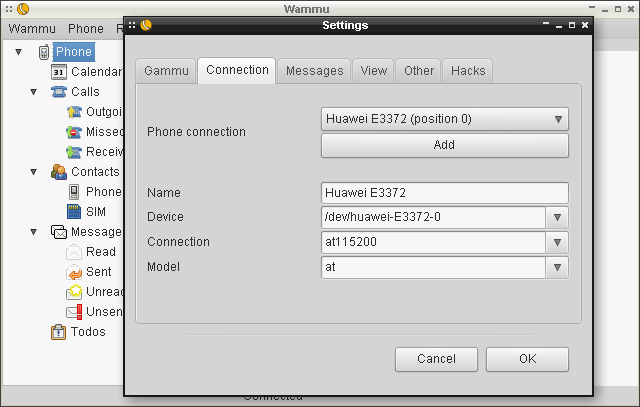 Wammu
Wammu Phone
Settings
Phone
Calendar
Calls
Outgoi
Missed
Receiv
Contacts
Phone
SIM
Message
Read
Sent
Unread
Unsen
Todos
Gammu Connection Messages View Other Hacks
Phone connection Huawei E3372 (position 0)
Add
Name Huawei E3372
Device /dev/huawei-E3372-0
Connection at115200
Model at
Cancel OK
31